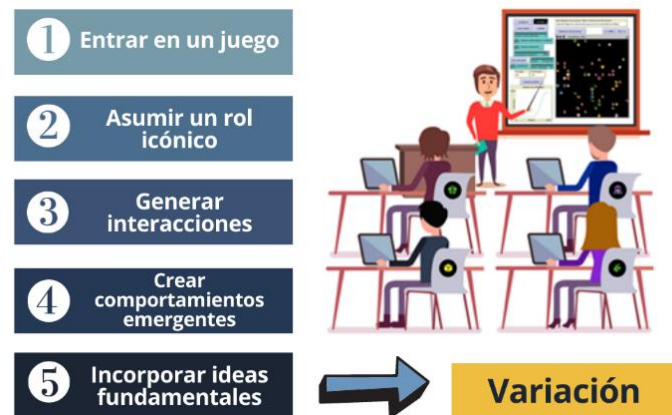 1 Entrar en un juego
2 Asumir un rol
icónico
3 Generar
interacciones
4 Crear
comportamientos
emergentes
5 Incorporar ideas
fundamentales
Variación